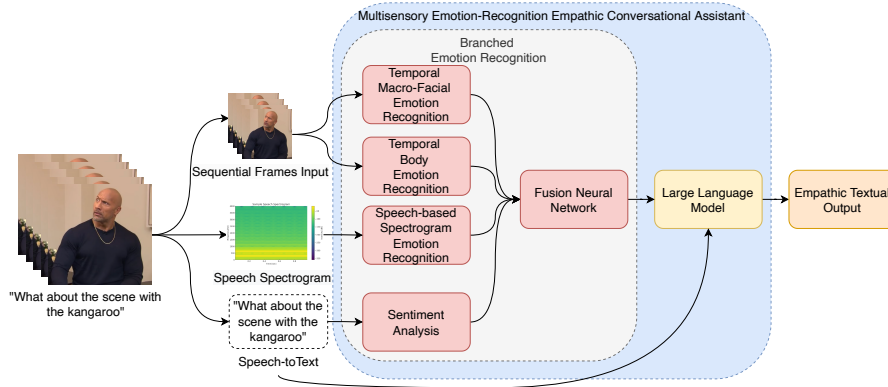 Multisensory Emotion-Recognition Empathic Conversational Assistant
Branched
Emotion Recognition
Temporal
Macro-Facial
Emotion
Recognition
Sequential Frames Input
Temporal
Body
Emotion
Recognition
Fusion Neural
Network
Large Language
Model
Empathic Textual
Output
Speech-based
Spectrogram
Emotion
Recognition
Speech Spectrogram
"What about the scene with
the kangaroo"
"What about the
scene with the
kangaroo"
Sentiment
Analysis
Speech-toText